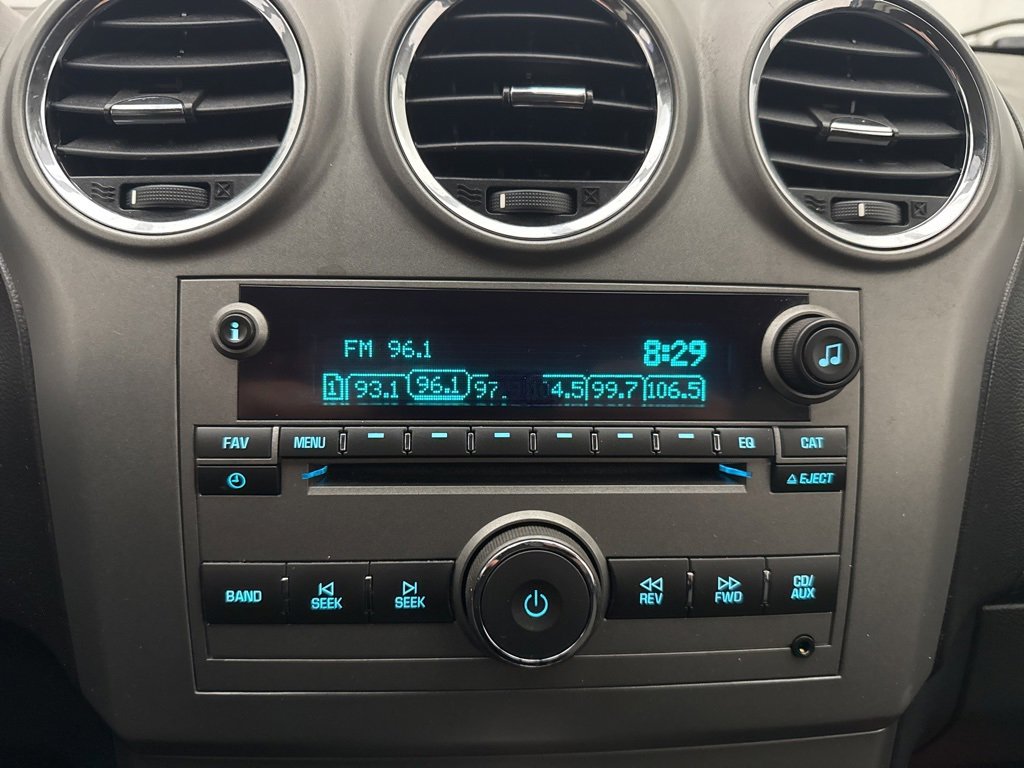 FM 96.1 8:29
1 93.1 96.1 97. 4.5 99.7 106.5
FAV MENU EQ CAT
EJECT
BAND SEEK SEEK REV FWD CD/AUX